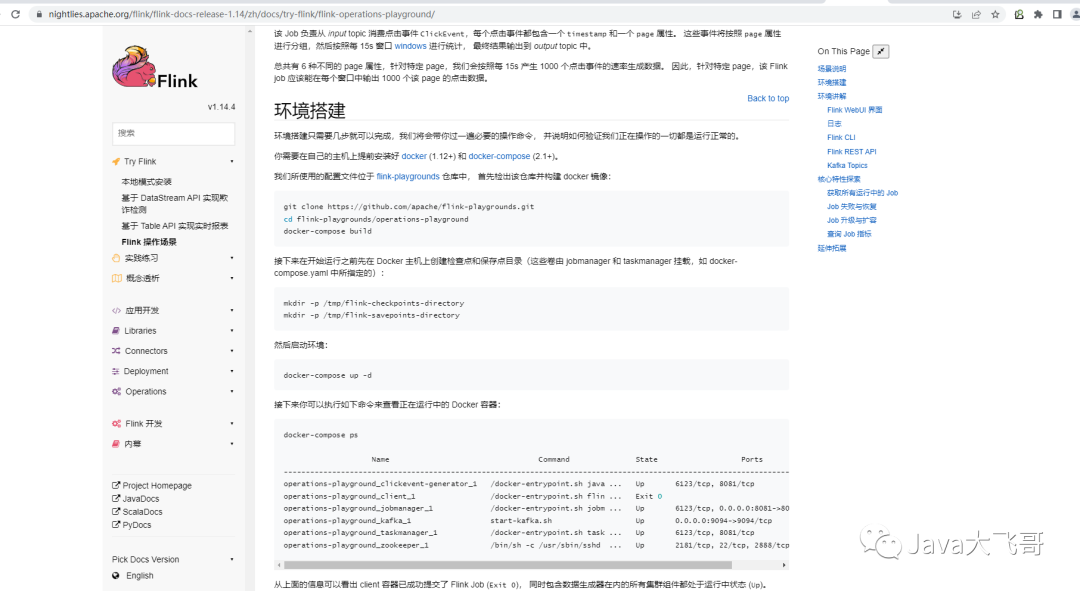 nightlies.apache.org/flink/flink-docs-release-1.14/zh/docs/try-flink/flink-operations-playground/
Flink
v1.14.4
搜索
Try Flink
本地模式安装
基于 DataStream API 实现欺
诈检测
基于 Table API 实现实时报表
Flink 操作场景
实践练习
概念透析
应用开发
Libraries
Connectors
Deployment
Operations
Flink 开发
内幕
Project Homepage
JavaDocs
ScalaDocs
PyDocs
Pick Docs Version
English
该 Job 负责从 input topic 消费点击事件 ClickEvent，每个点击事件都包含一个 timestamp 和一个 page 属性。 这些事件将按照 page 属性
进行分组，然后按照每 15s 窗口 windows 进行统计， 最终结果输出到 output topic 中。
总共有 6 种不同的 page 属性，针对特定 page，我们会按照每 15s 产生 1000 个点击事件的速率生成数据。 因此，针对特定 page，该 Flink
job 应该能在每个窗口中输出 1000 个该 page 的点击数据。
Back to top
环境搭建
环境搭建只需要几步就可以完成，我们将会带你过一遍必要的操作命令， 并说明如何验证我们正在操作的一切都是运行正常的。
你需要在自己的主机上提前安装好 docker (1.12+) 和 docker-compose (2.1+)。
我们所使用的配置文件位于 flink-playgrounds 仓库中， 首先检出该仓库并构建 docker 镜像：
git clone https://github.com/apache/flink-playgrounds.git
cd flink-playgrounds/operations-playground
docker-compose build
接下来在开始运行之前先在 Docker 主机上创建检查点和保存点目录（这些卷由 jobmanager 和 taskmanager 挂载，如 docker-
compose.yaml 中所指定的）：
mkdir -p /tmp/flink-checkpoints-directory
mkdir -p /tmp/flink-savepoints-directory
然后启动环境：
docker-compose up -d
接下来你可以执行如下命令来查看正在运行中的 Docker 容器：
docker-compose ps
Name Command State Ports
--------------------------------------------------------------------------------
operations-playground_clickevent-generator_1 /docker-entrypoint.sh java ... Up 6123/tcp, 8081/tcp
operations-playground_client_1 /docker-entrypoint.sh flin ... Exit 0
operations-playground_jobmanager_1 /docker-entrypoint.sh jobm ... Up 6123/tcp, 0.0.0.0:8081->80
operations-playground_kafka_1 start-kafka.sh Up 0.0.0.0:9094->9094/tcp
operations-playground_taskmanager_1 /docker-entrypoint.sh task ... Up 6123/tcp, 8081/tcp
operations-playground_zookeeper_1 /bin/sh -c /usr/sbin/sshd ... Up 2181/tcp, 22/tcp, 2888/tcp
从上面的信息可以看出 client 容器已成功提交了 Flink Job (Exit 0)， 同时包含数据生成器在内的所有集群组件都处于运行中状态 (Up)。
On This Page
场景说明
环境搭建
环境讲解
Flink WebUI 界面
日志
Flink CLI
Flink REST API
Kafka Topics
核心特性探索
获取所有运行中的 Job
Job 失败与恢复
Job 升级与扩容
查询 Job 指标
延伸拓展
Java大飞哥